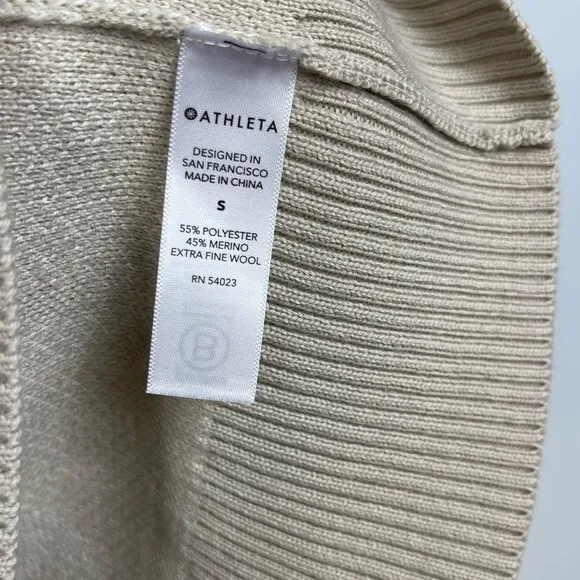 ATHLETA
DESIGNED IN
SAN FRANCISCO
MADE IN CHINA
S
55% POLYESTER
45% MERINO
EXTRA FINE WOOL
RN 54023
B